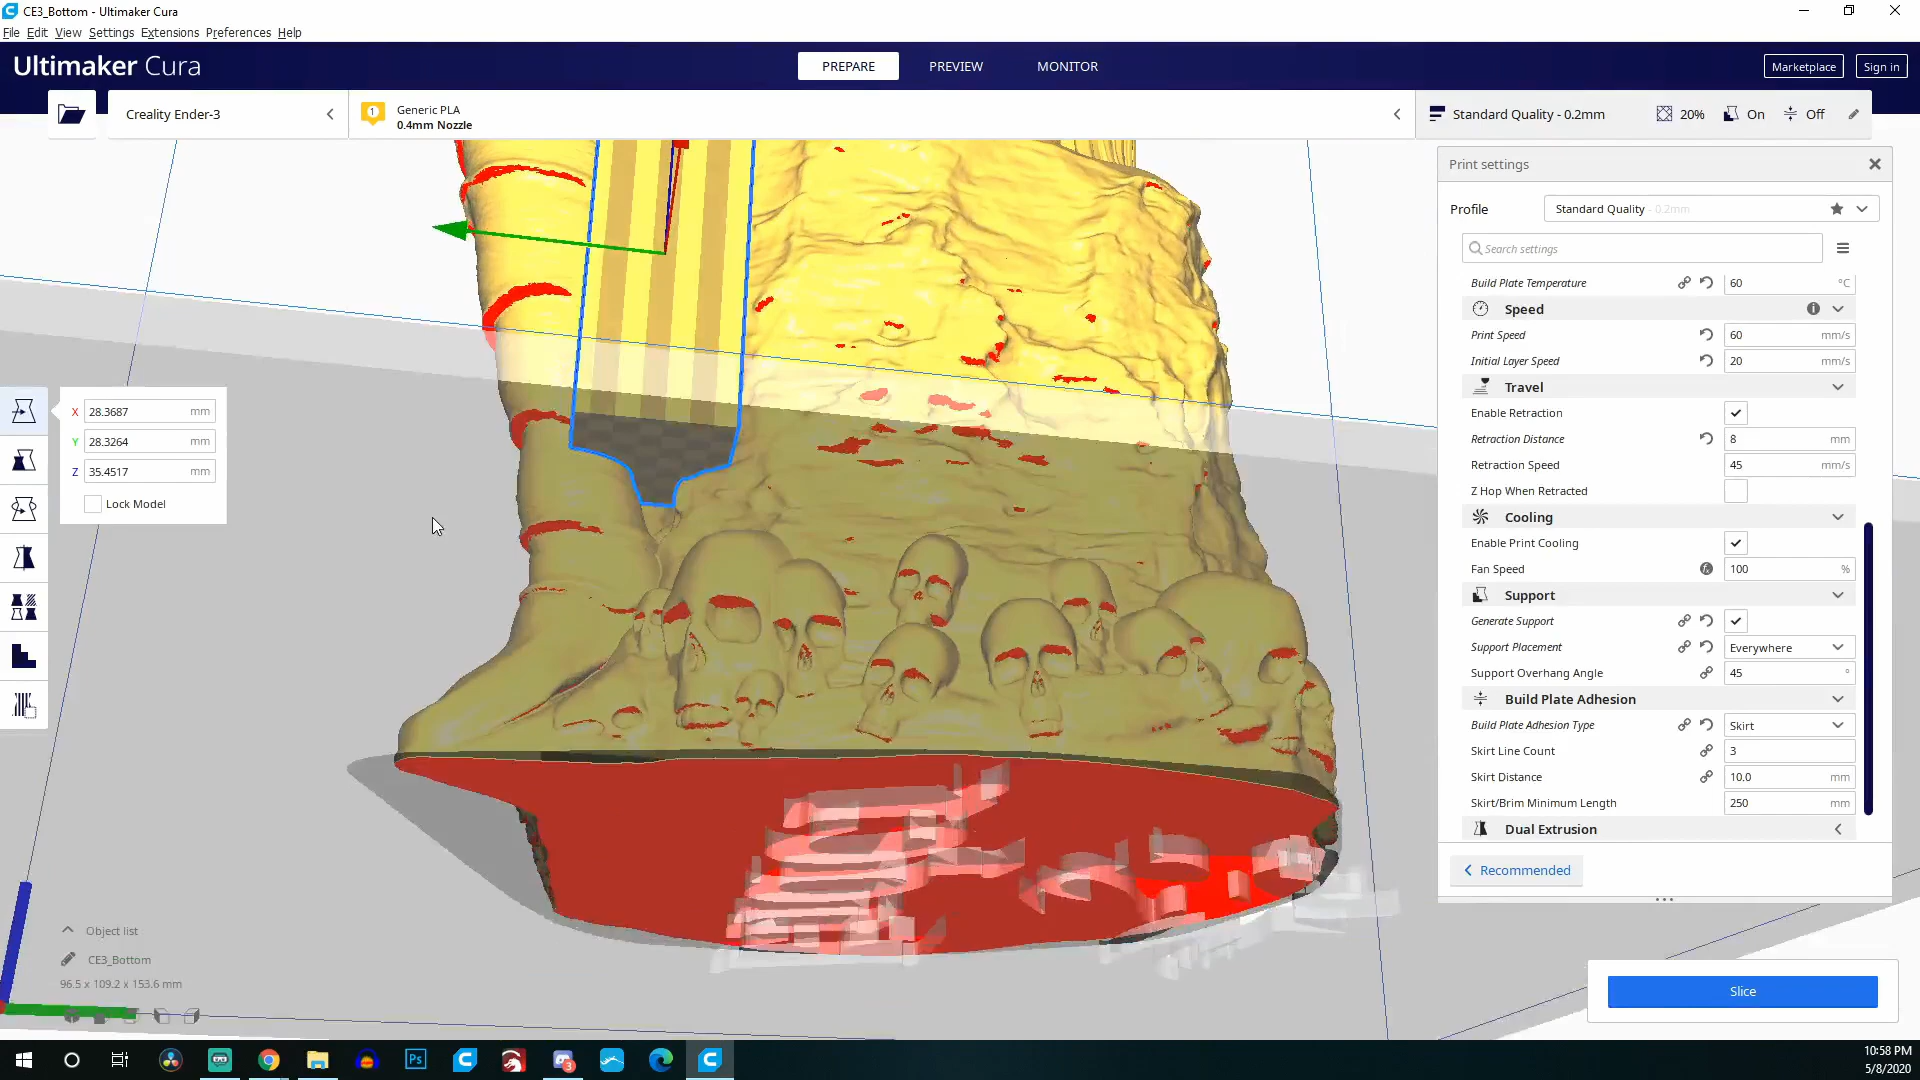 CE3_Bottom - Ultimaker Cura
File Edit View Settings Extensions Preferences Help
Ultimaker Cura
PREPARE
PREVIEW
MONITOR
Marketplace
Sign in
Creality Ender-3
1
Generic PLA
0.4mm Nozzle
Standard Quality - 0.2mm
20%
On
Off
Print settings
Profile
Standard Quality - 0.2mm
Search settings
Build Plate Temperature 60 °C
Speed
Print Speed 60 mm/s
Initial Layer Speed 20 mm/s
Travel
Enable Retraction
Retraction Distance 8 mm
Retraction Speed 45 mm/s
Z Hop When Retracted
Cooling
Enable Print Cooling
Fan Speed 100 %
Support
Generate Support
Support Placement Everywhere
Support Overhang Angle 45 °
Build Plate Adhesion
Build Plate Adhesion Type Skirt
Skirt Line Count 3
Skirt Distance 10.0 mm
Skirt/Brim Minimum Length 250 mm
Dual Extrusion
Recommended
X 28.3687 mm
Y 28.3264 mm
Z 35.4517 mm
Lock Model
Object list
CE3_Bottom
96.5 x 109.2 x 153.6 mm
Slice
Ps
3
10:58 PM
5/8/2020